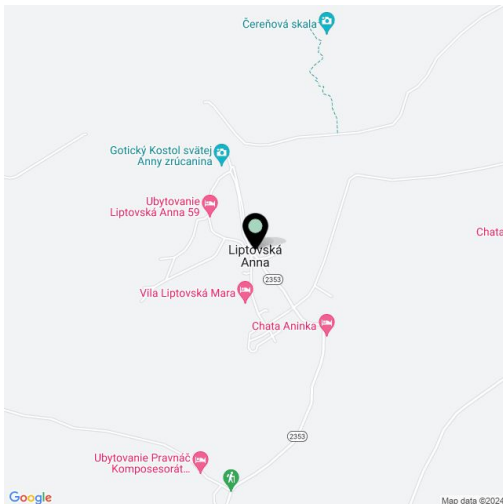 Čereňová skala
Gotický Kostol svätej
Anny zrúcanina
Ubytovanie
Liptovská Anna 59
Chata
Liptovská
Anna
2353
Vila Liptovská Mara
Chata Aninka
2353
Ubytovanie Pravnáč
Komposesorát...
Google
Map data ©2024